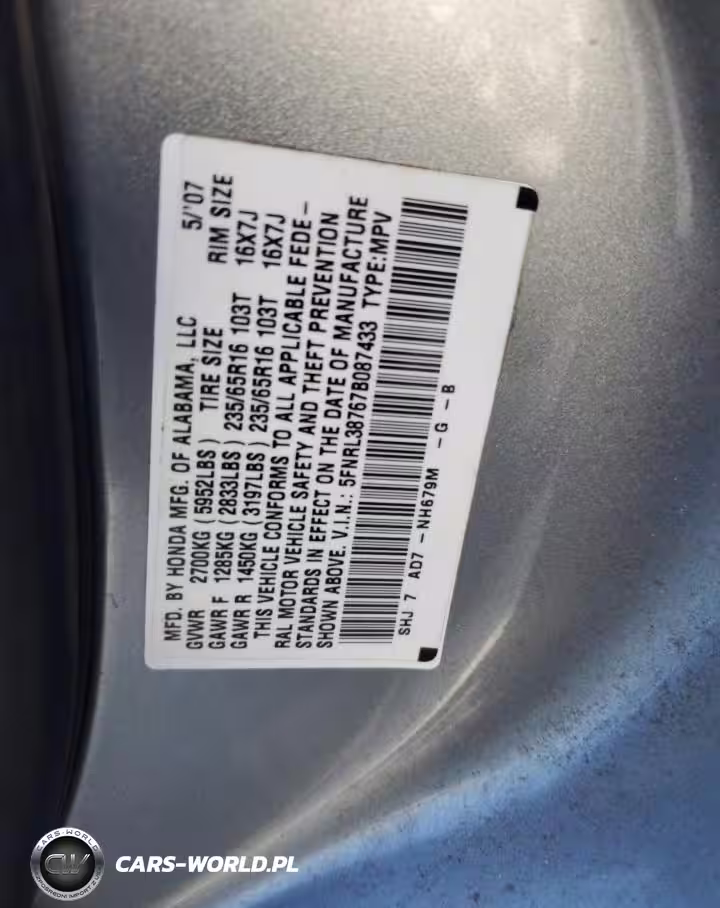 MFD. BY HONDA MFG. OF ALABAMA, LLC 5/'07
GVWR 2700KG (5952LBS) TIRE SIZE RIM SIZE
GAWR F 1285KG (2833LBS) 235/65R16 103T 16X7J
GAWR R 1450KG (3197LBS) 235/65R16 103T 16X7J
THIS VEHICLE CONFORMS TO ALL APPLICABLE FEDE-
RAL MOTOR VEHICLE SAFETY AND THEFT PREVENTION
STANDARDS IN EFFECT ON THE DATE OF MANUFACTURE
SHOWN ABOVE. V.I.N.: 5FNRL38767B087433 TYPE:MPV
SHJ 7 AD7 -NH679M -G -B
CARS-WORLD
CW
CARS-WORLD.PL